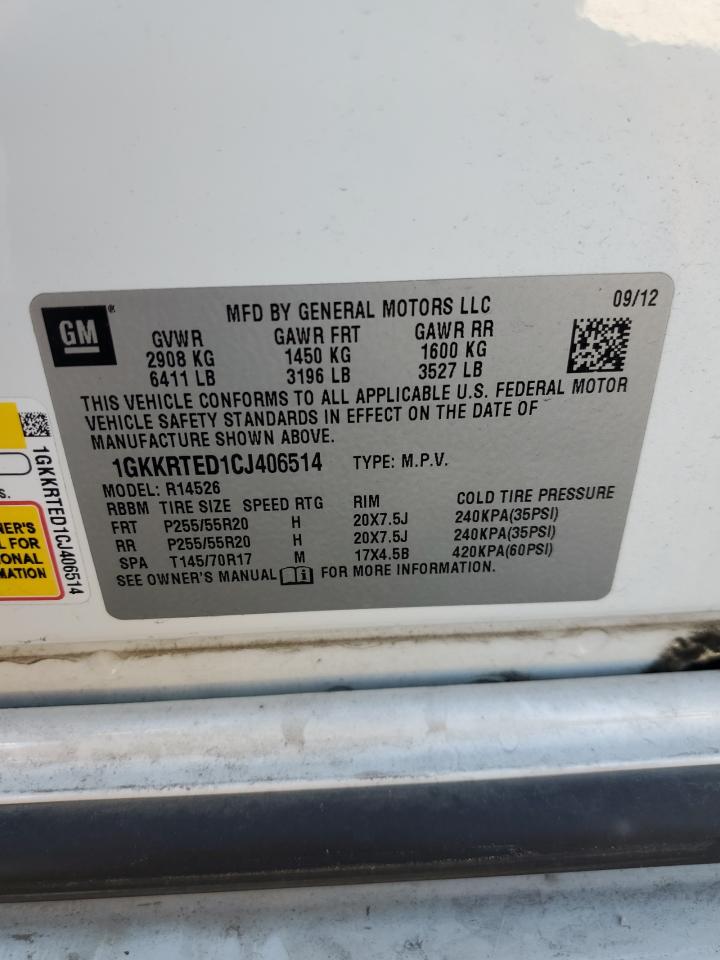 GM®
MFD BY GENERAL MOTORS LLC 09/12
GVWR GAWR FRT GAWR RR
2908 KG 1450 KG 1600 KG
6411 LB 3196 LB 3527 LB
THIS VEHICLE CONFORMS TO ALL APPLICABLE U.S. FEDERAL MOTOR
VEHICLE SAFETY STANDARDS IN EFFECT ON THE DATE OF
MANUFACTURE SHOWN ABOVE.
1GKKRTED1CJ406514 TYPE: M.P.V.
MODEL: R14526
RBBM TIRE SIZE SPEED RTG RIM COLD TIRE PRESSURE
FRT P255/55R20 H 20X7.5J 240KPA(35PSI)
RR P255/55R20 H 20X7.5J 240KPA(35PSI)
SPA T145/70R17 M 17X4.5B 420KPA(60PSI)
SEE OWNER'S MANUAL FOR MORE INFORMATION.
1GKKRTED1CJ406514
S.
NER'S
L FOR
IONAL
MATION